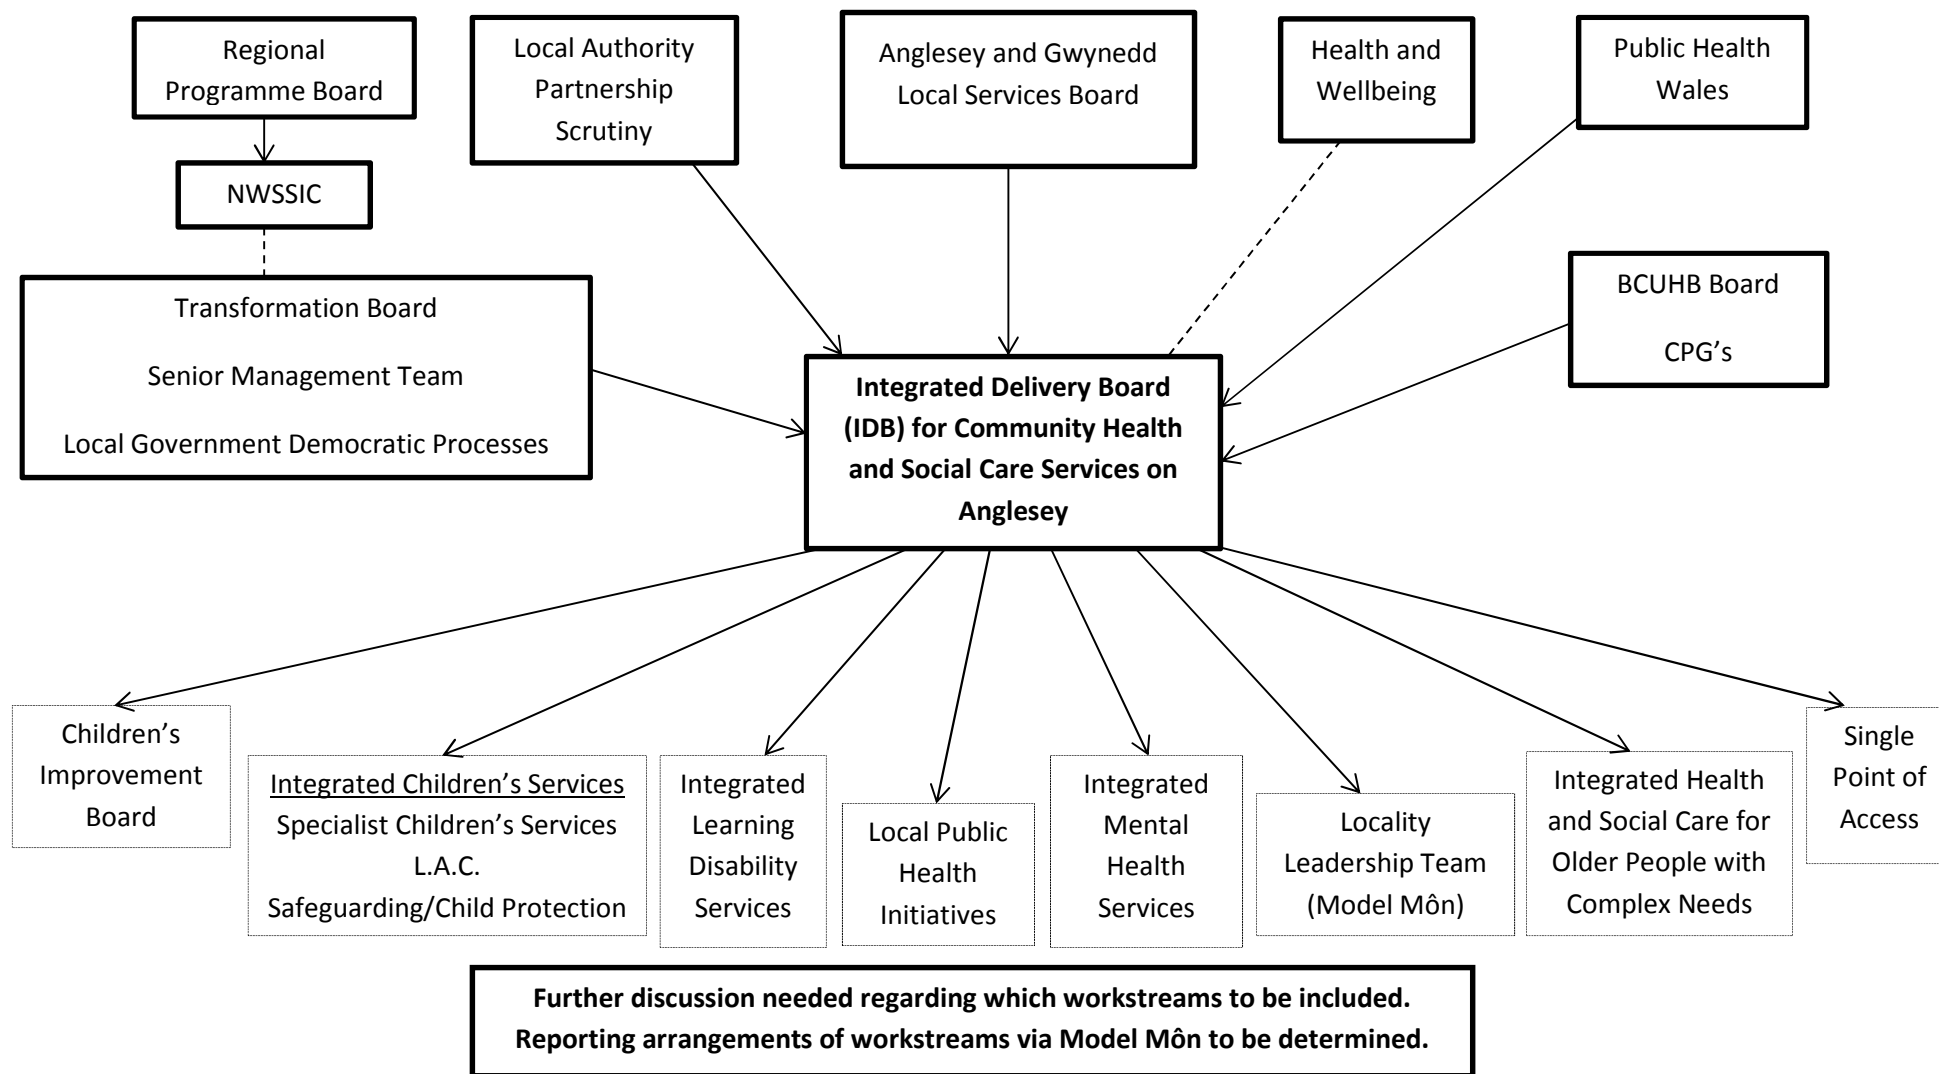 Regional
Programme Board
NWSSIC
Local Authority
Partnership
Scrutiny
Anglesey and Gwynedd
Local Services Board
Health and
Wellbeing
Public Health
Wales
Transformation Board
Senior Management Team
Local Government Democratic Processes
BCUHB Board
CPG’s
Integrated Delivery Board
(IDB) for Community Health
and Social Care Services on
Anglesey
Children’s
Improvement
Board
Integrated Children’s Services
Specialist Children’s Services
L.A.C.
Safeguarding/Child Protection
Integrated
Learning
Disability
Services
Local Public
Health
Initiatives
Integrated
Mental
Health
Services
Locality
Leadership Team
(Model Môn)
Integrated Health
and Social Care for
Older People with
Complex Needs
Single
Point of
Access
Further discussion needed regarding which workstreams to be included.
Reporting arrangements of workstreams via Model Môn to be determined.